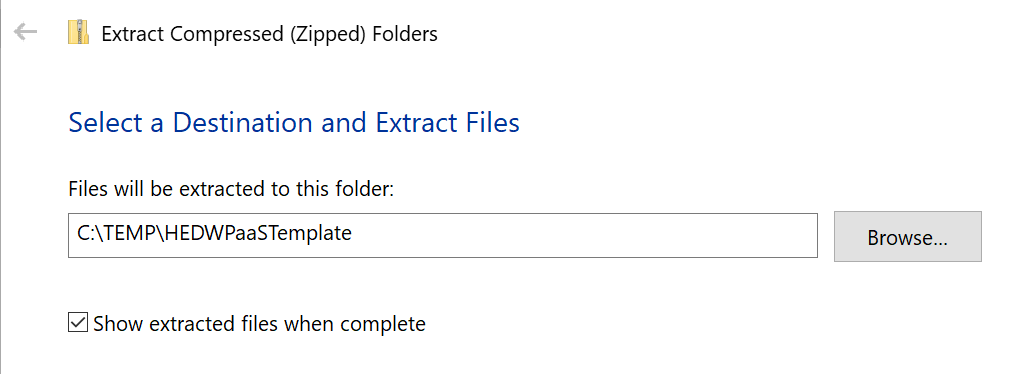 Extract Compressed (Zipped) Folders
Select a Destination and Extract Files
Files will be extracted to this folder:
C:\TEMP\HEDWPaaSTemplate
Browse...
Show extracted files when complete